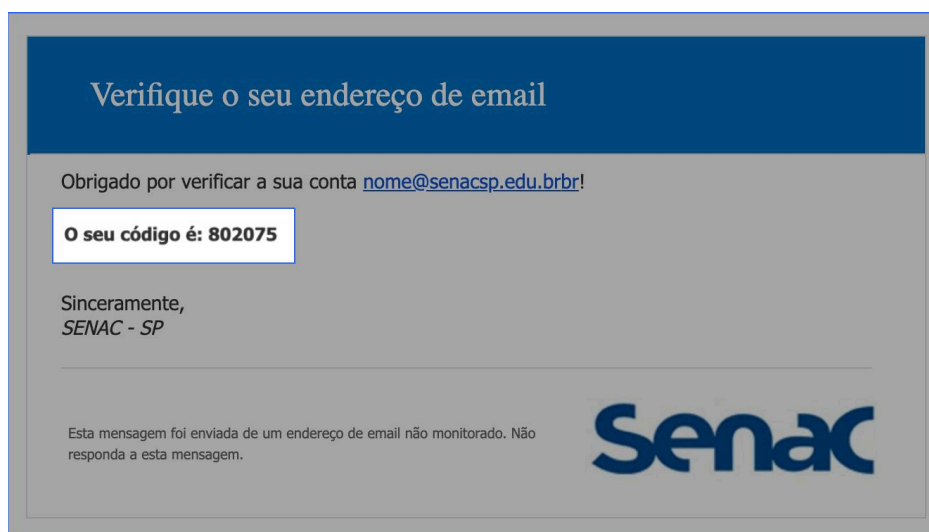 Verifique o seu endereço de email
Obrigado por verificar a sua conta nome@senacsp.edu.brbr!
O seu código é: 802075
Sinceramente,
SENAC - SP
Esta mensagem foi enviada de um endereço de email não monitorado. Não
responda a esta mensagem.
Senac